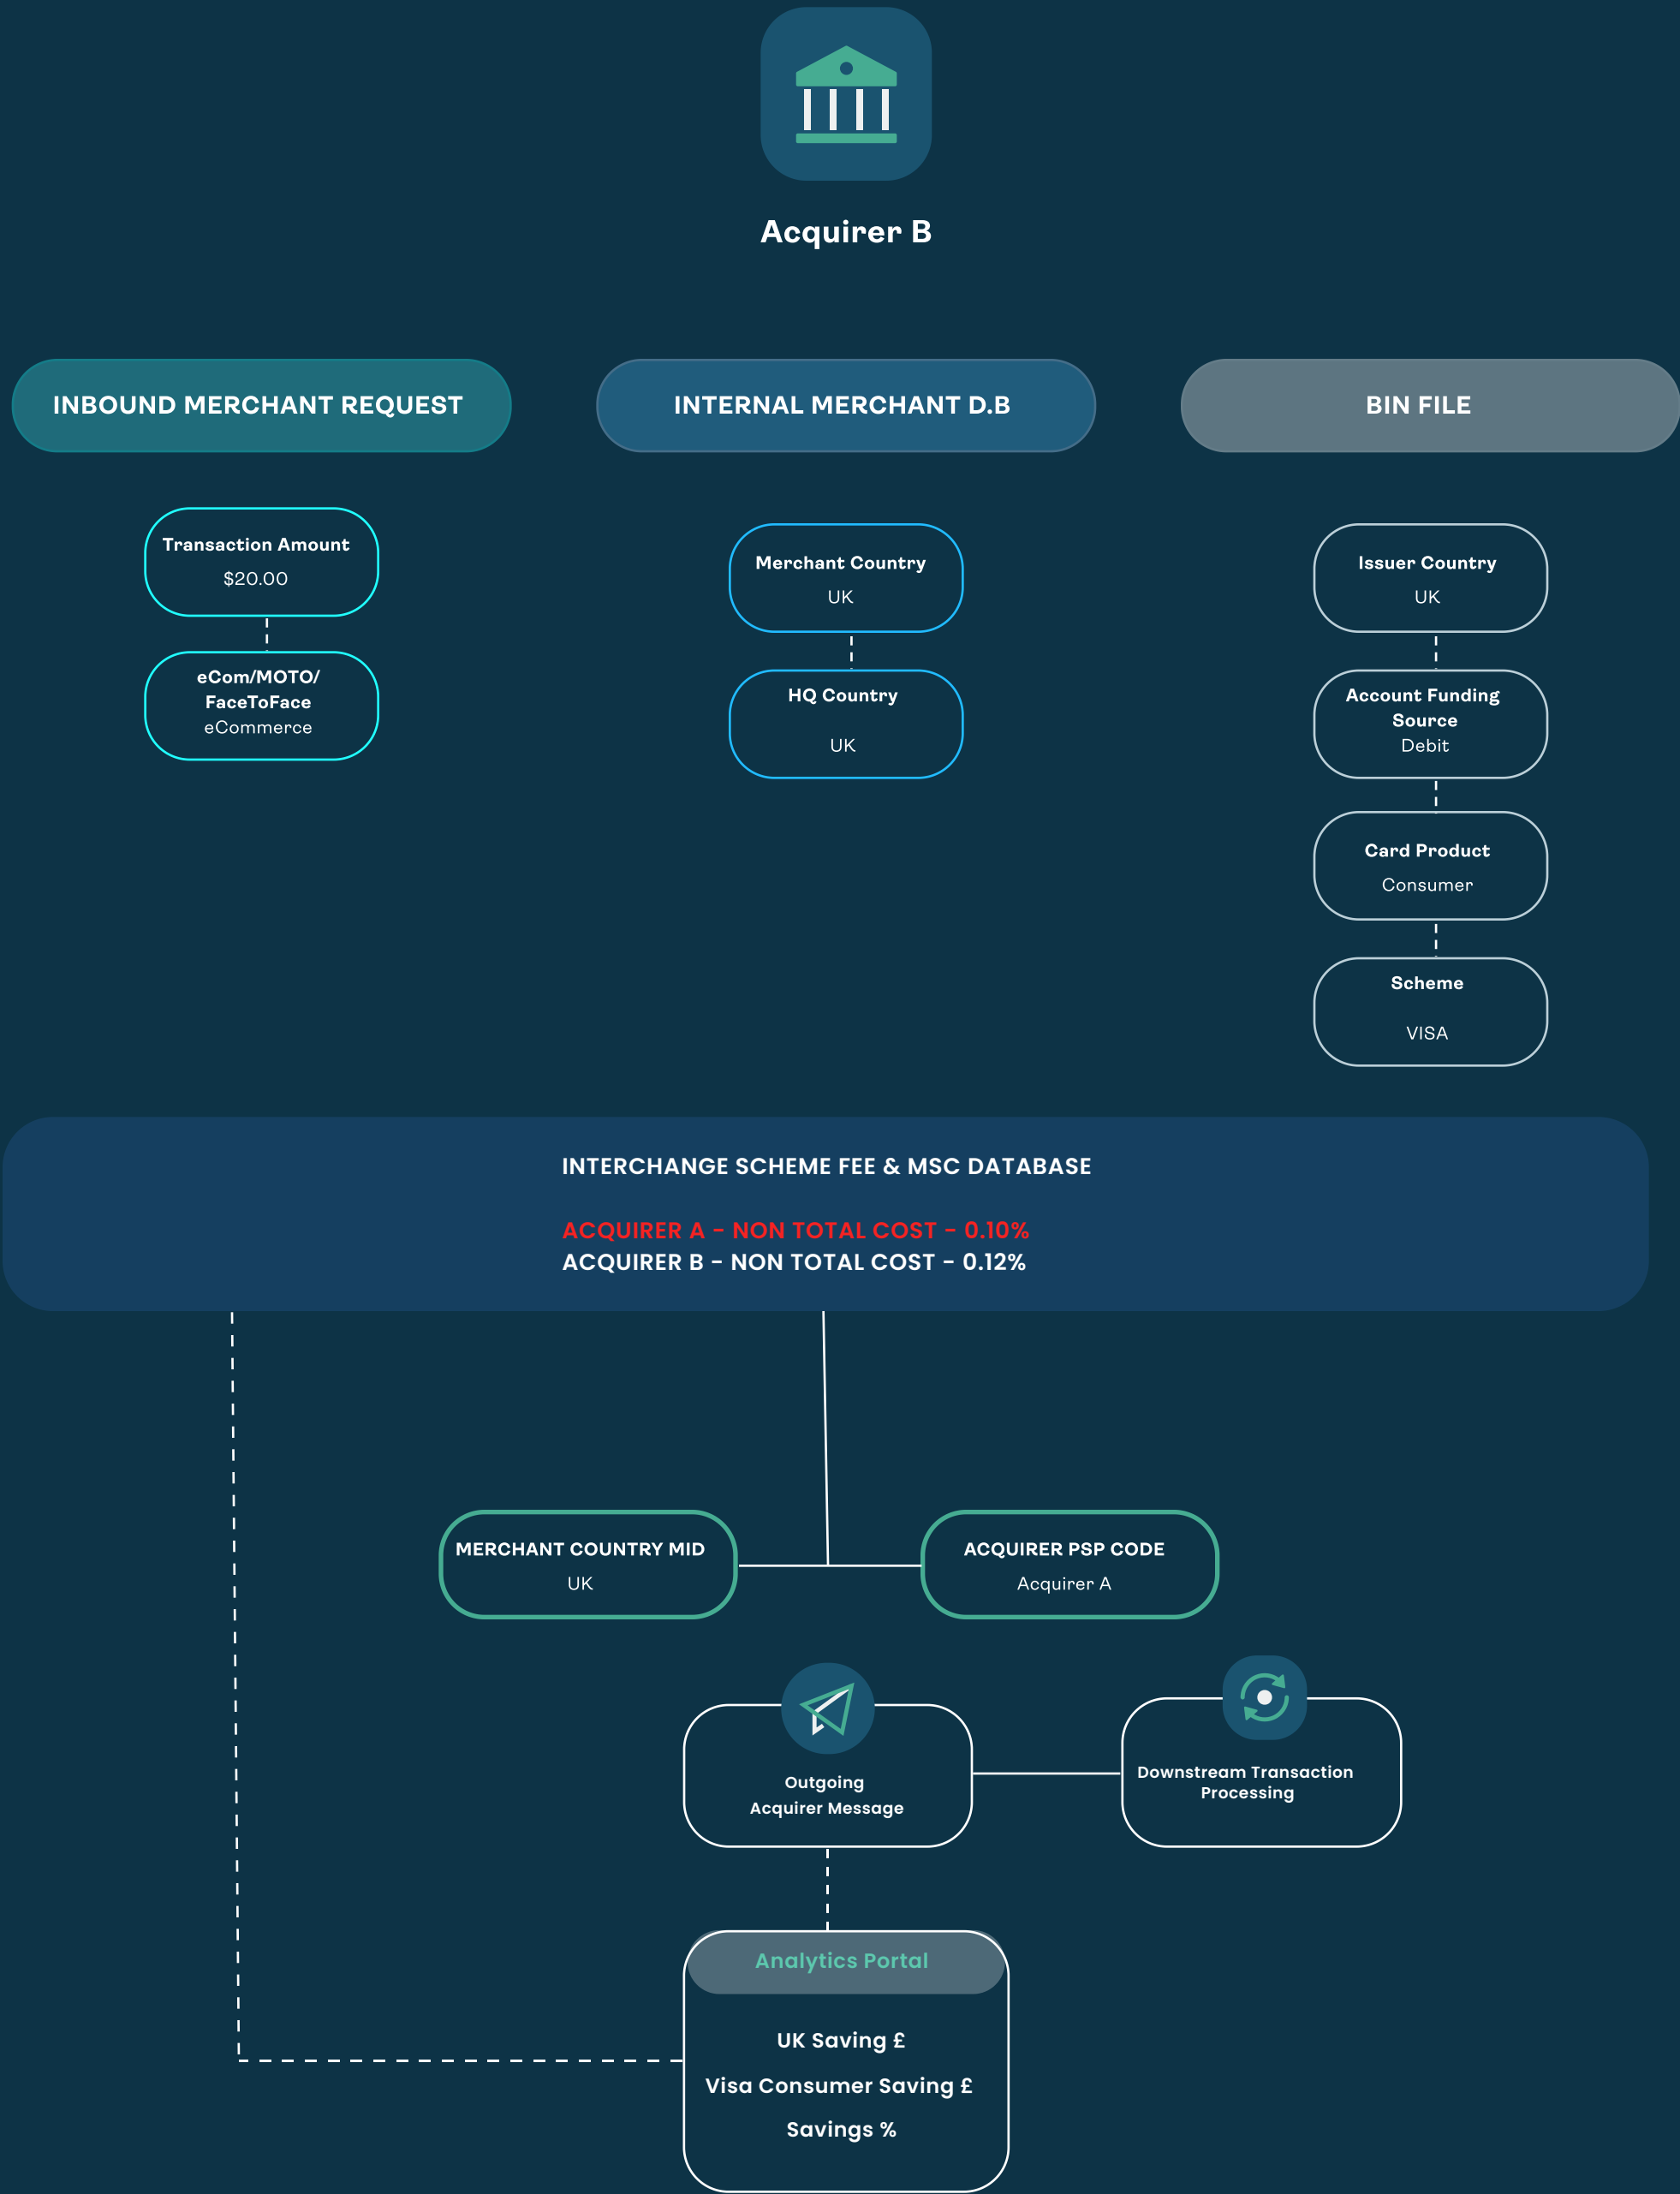 Acquirer B
INBOUND MERCHANT REQUEST
Transaction Amount
$20.00
eCom/MOTO/
FaceToFace
eCommerce
INTERNAL MERCHANT D.B
Merchant Country
UK
HQ Country
UK
BIN FILE
Issuer Country
UK
Account Funding
Source
Debit
Card Product
Consumer
Scheme
VISA
INTERCHANGE SCHEME FEE & MSC DATABASE
ACQUIRER A - NON TOTAL COST - 0.10%
ACQUIRER B - NON TOTAL COST - 0.12%
MERCHANT COUNTRY MID
UK
ACQUIRER PSP CODE
Acquirer A
Outgoing
Acquirer Message
Downstream Transaction
Processing
Analytics Portal
UK Saving £
Visa Consumer Saving £
Savings %